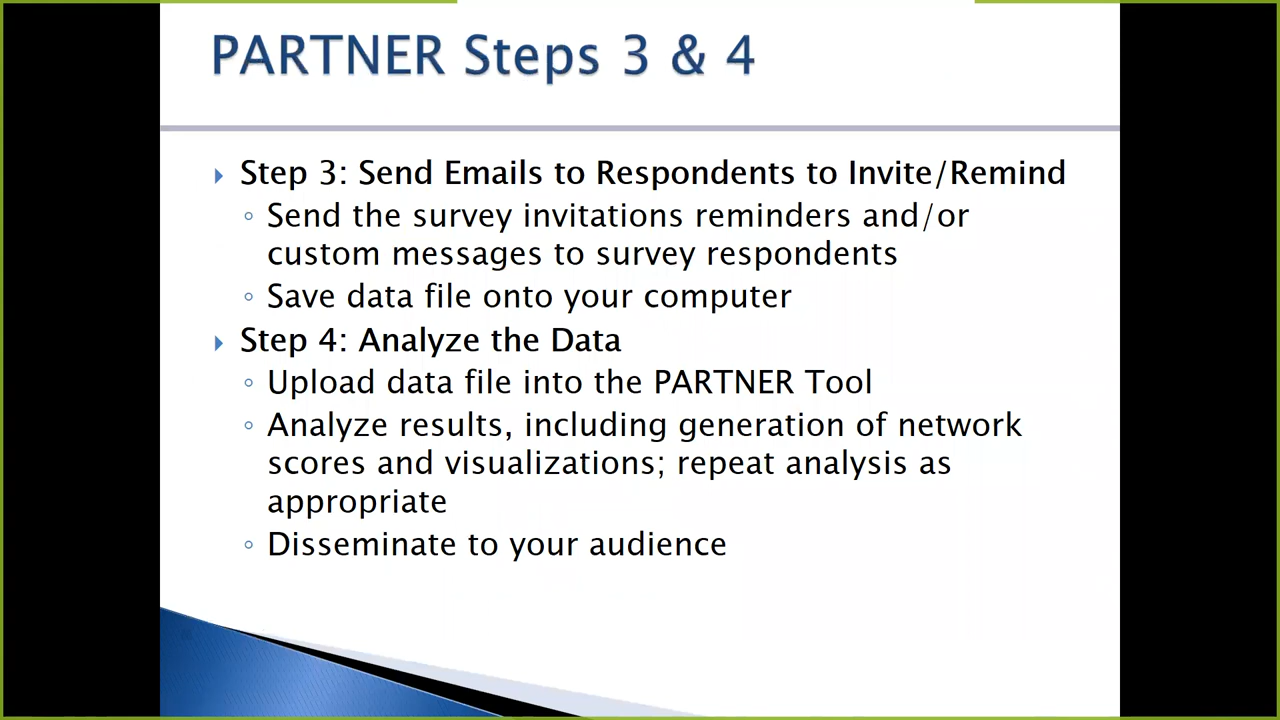 PARTNER Steps 3 & 4
Step 3: Send Emails to Respondents to Invite/Remind
Send the survey invitations reminders and/or
custom messages to survey respondents
Save data file onto your computer
Step 4: Analyze the Data
Upload data file into the PARTNER Tool
Analyze results, including generation of network
scores and visualizations; repeat analysis as
appropriate
Disseminate to your audience